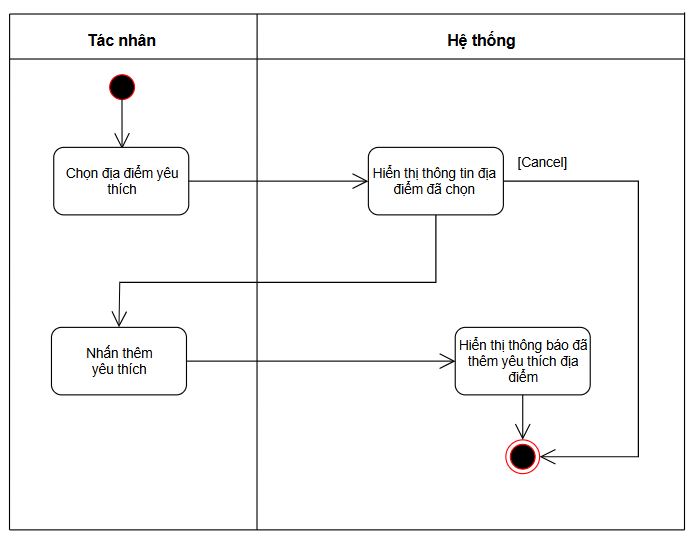 Tác nhân
Hệ thống
Chọn địa điểm yêu
thích
Hiển thị thông tin địa
điểm đã chọn
[Cancel]
Nhấn thêm
yêu thích
Hiển thị thông báo đã
thêm yêu thích địa
điểm